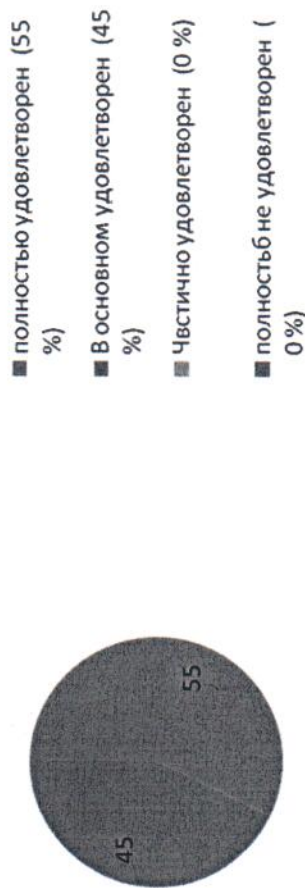 45
55
полностью удовлетворен (55
%)
В основном удовлетворен (45
%)
Чвстично удовлетворен (0 %)
полностьб не удовлетворен (
0 %)